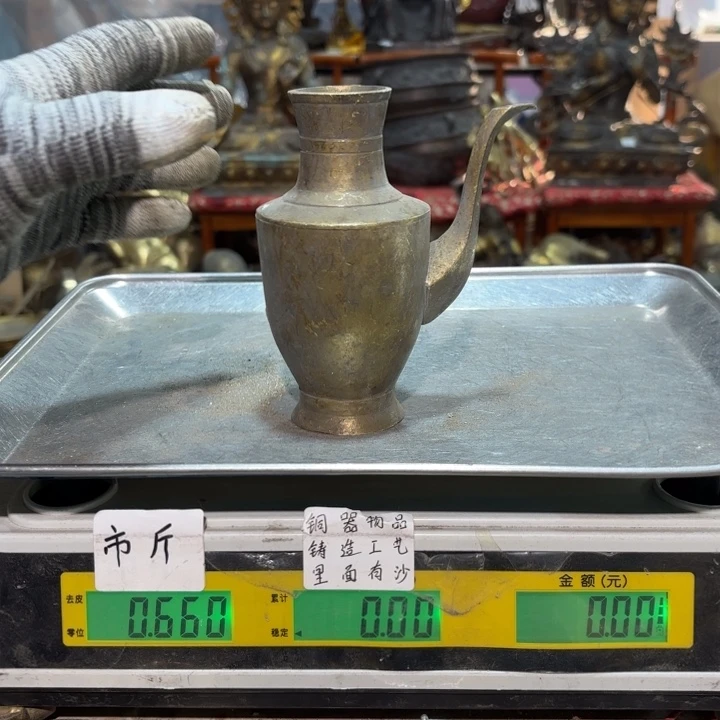 市斤
铜器物品
铸造工艺
里面有沙
金额(元)
去皮
零位
0.660
累计
稳定
0.00
0.00